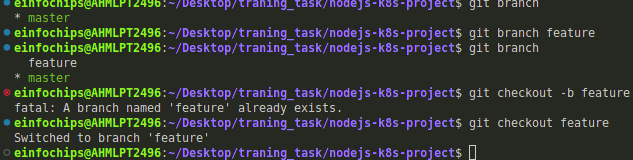 einfochips@AHMLPT2496:~/Desktop/traning_task/nodejs-k8s-project$ git branch
* master
einfochips@AHMLPT2496:~/Desktop/traning_task/nodejs-k8s-project$ git branch feature
einfochips@AHMLPT2496:~/Desktop/traning_task/nodejs-k8s-project$ git branch
  feature
* master
einfochips@AHMLPT2496:~/Desktop/traning_task/nodejs-k8s-project$ git checkout -b feature
fatal: A branch named 'feature' already exists.
einfochips@AHMLPT2496:~/Desktop/traning_task/nodejs-k8s-project$ git checkout feature
Switched to branch 'feature'
einfochips@AHMLPT2496:~/Desktop/traning_task/nodejs-k8s-project$